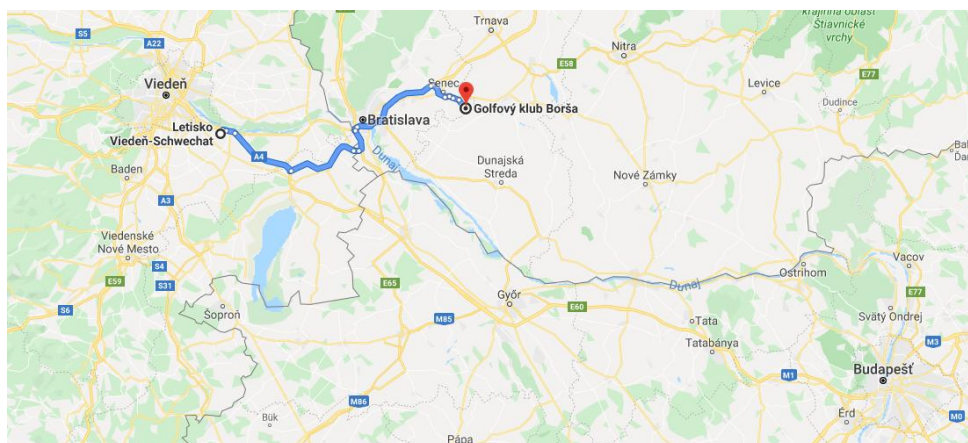 krajinná oblasť
Štiavnické
vrchy
Trnava
S5
A22
E58
Nitra
E77
Viedeň
Senec
Levice
Golfový klub Borša
Dudince
Letisko
Viedeň-Schwechat
Bratislava
A4
Dunaj
Dunajská
Streda
Baden
Nové Zámky
A3
Viedenské
Nové Mesto
S4
E59
S31
Ostrihom
Vacov
E65
Dunaj
E77
Győr
E60
S6
Šoproň
M85
Tata
Svätý Ondrej
Tatabánya
M3
Budapešť
M1
Bük
M86
Érd
M0
Pápa